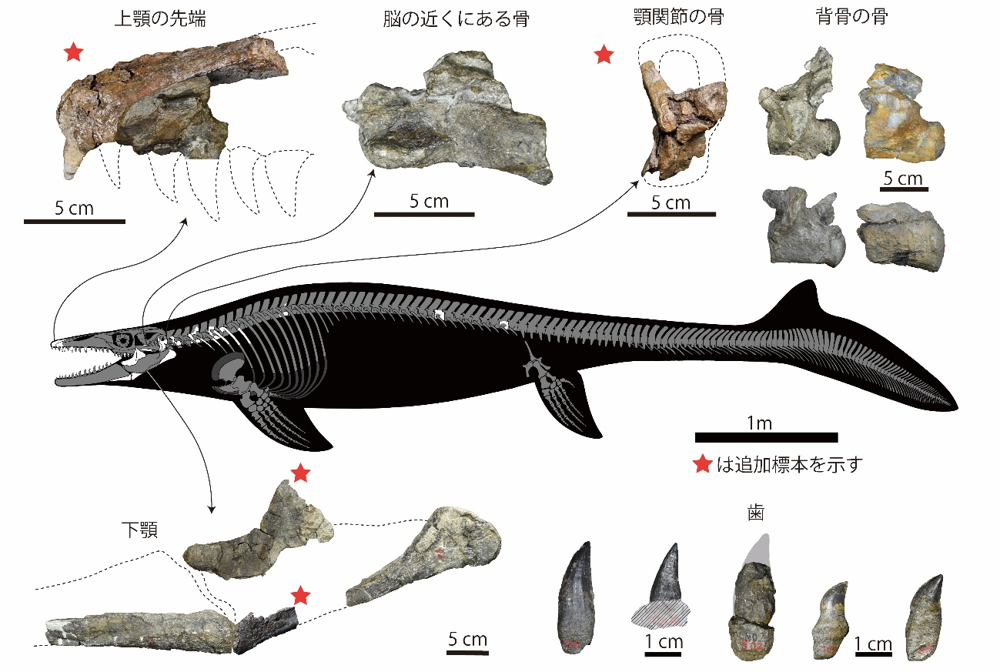 上顎の先端
脳の近くにある骨
顎関節の骨
背骨の骨
5 cm
5 cm
5 cm
5 cm
1m
★は追加標本を示す
下顎
歯
5 cm
1 cm
1 cm